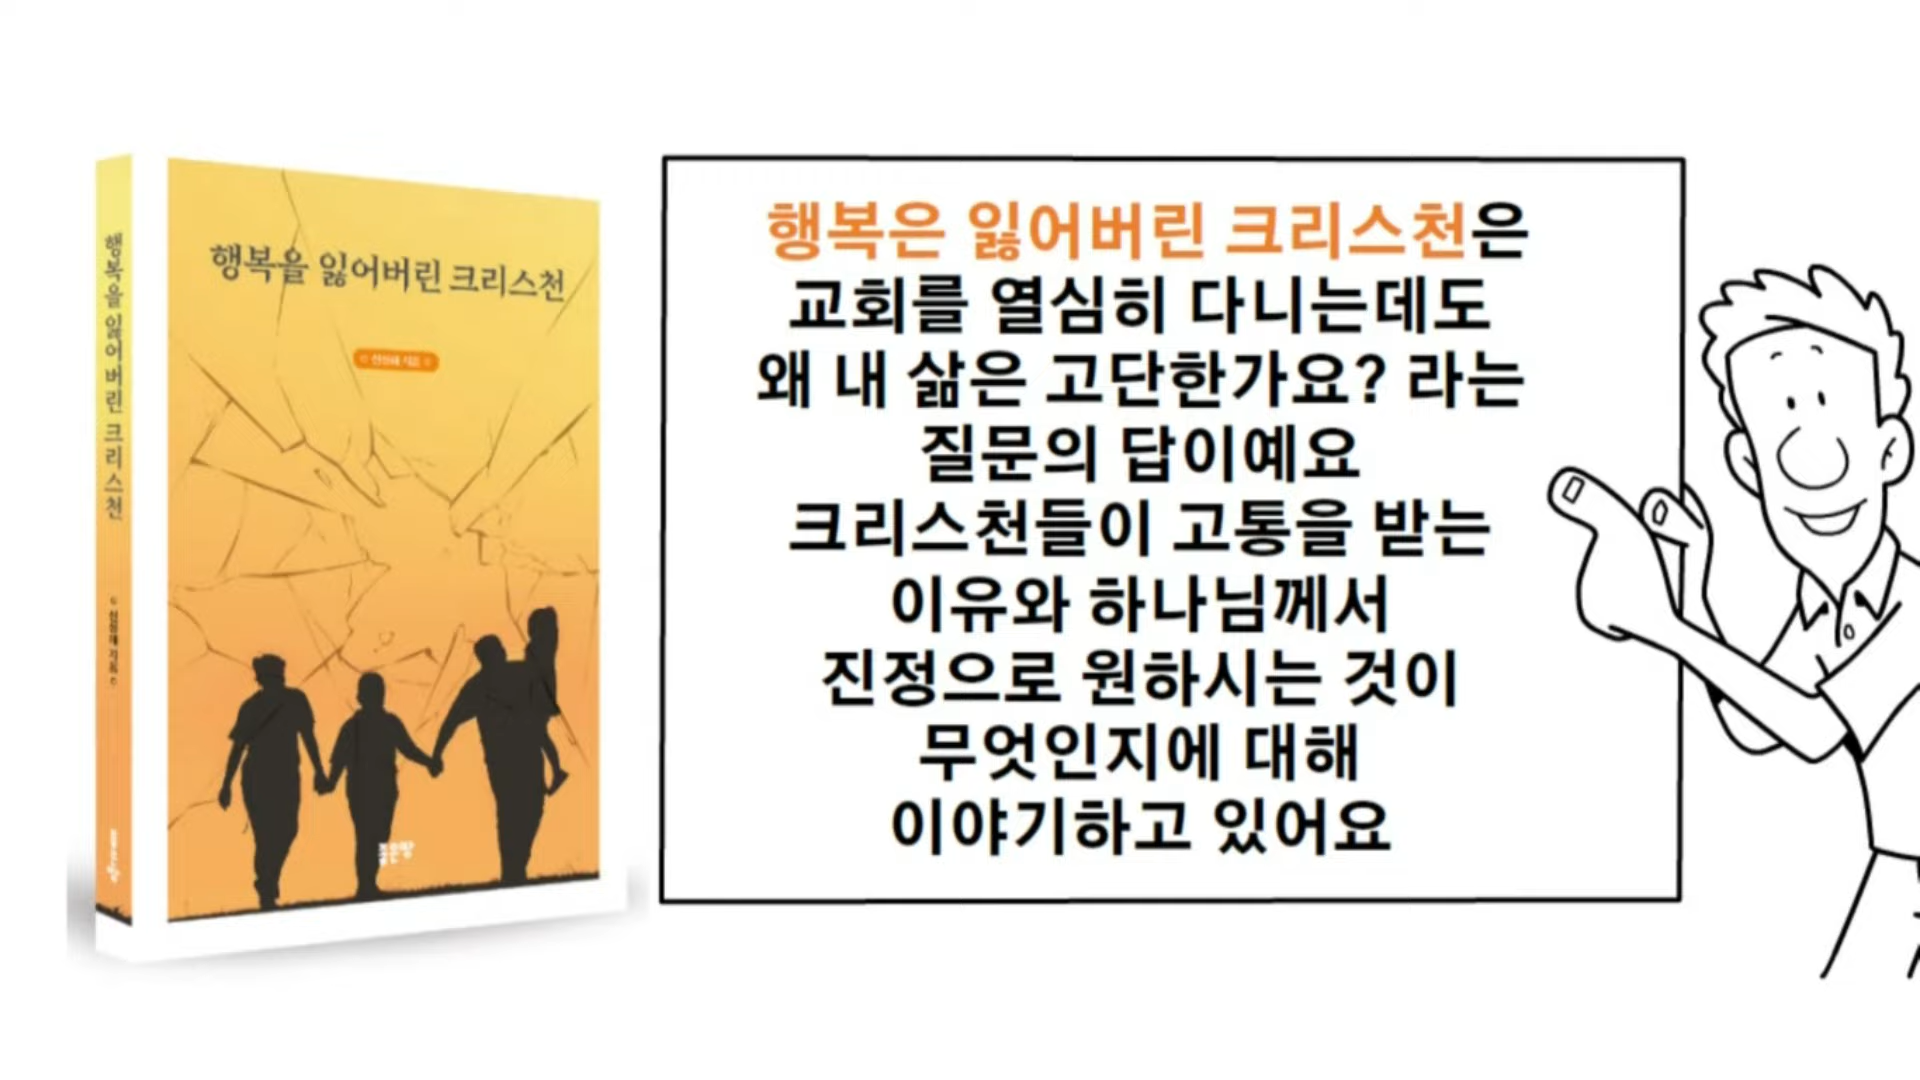 행복을 잃어버린 크리스천
행복을 잃어버린 크리스천
지음
좋은땅
행복은 잃어버린 크리스천은
교회를 열심히 다니는데도
왜 내 삶은 고단한가요? 라는
질문의 답이예요
크리스천들이 고통을 받는
이유와 하나님께서
진정으로 원하시는 것이
무엇인지에 대해
이야기하고 있어요